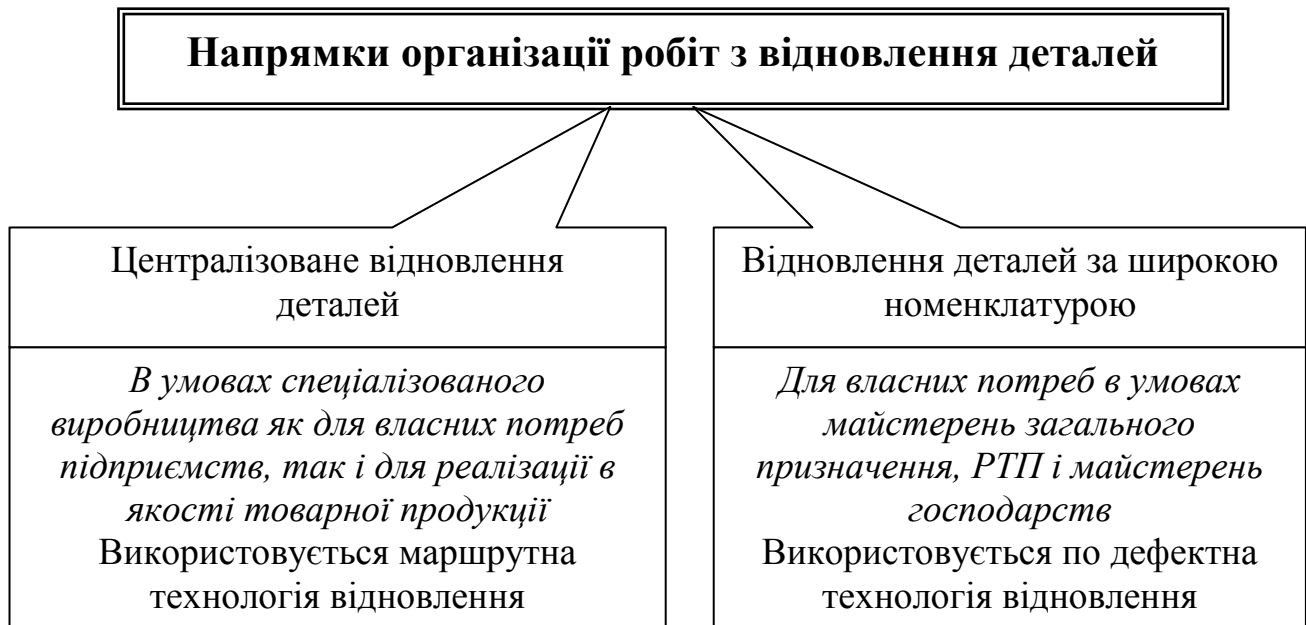 Напрямки організації робіт з відновлення деталей
Централізоване відновлення
деталей
В умовах спеціалізованого
виробництва як для власних потреб
підприємств, так і для реалізації в
якості товарної продукції
Використовується маршрутна
технологія відновлення
Відновлення деталей за широкою
номенклатурою
Для власних потреб в умовах
майстерень загального
призначення, РТП і майстерень
господарств
Використовується по дефектна
технологія відновлення